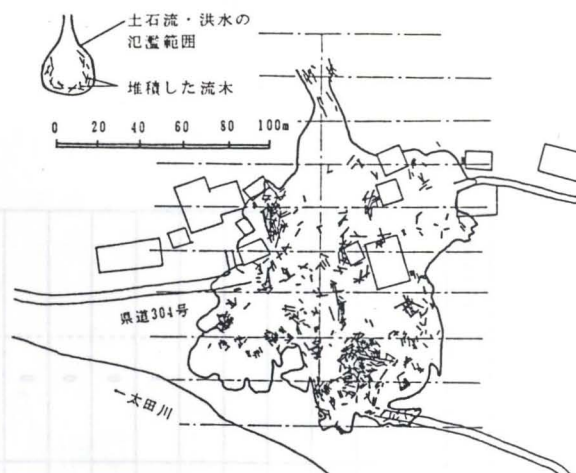 土石流・洪水の
氾濫範囲
堆積した流木
0 20 40 60 80 100m
県道304号
太田川